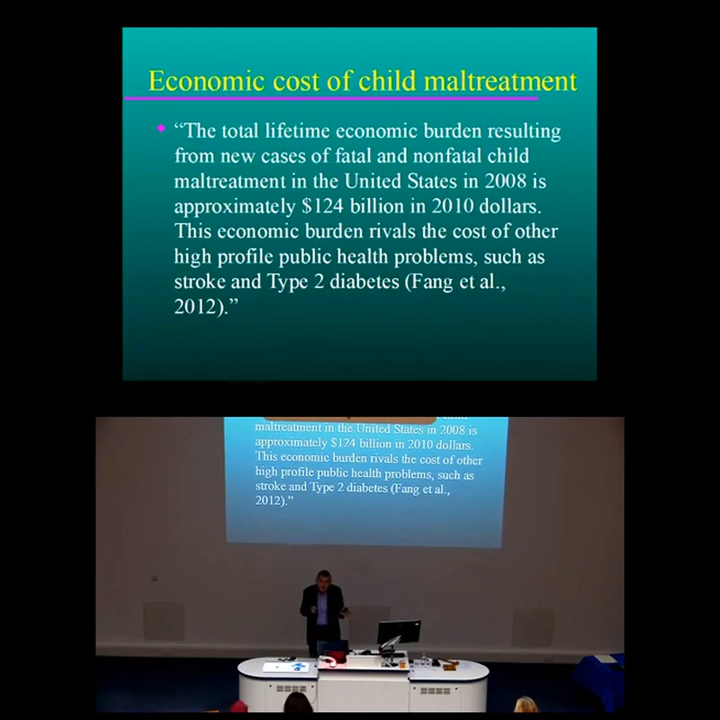 Economic cost of child maltreatment
“The total lifetime economic burden resulting
from new cases of fatal and nonfatal child
maltreatment in the United States in 2008 is
approximately $124 billion in 2010 dollars.
This economic burden rivals the cost of other
high profile public health problems, such as
stroke and Type 2 diabetes (Fang et al.,
2012).”
child
maltreatment in the United States in 2008 is
approximately $124 billion in 2010 dollars.
This economic burden rivals the cost of other
high profile public health problems, such as
stroke and Type 2 diabetes (Fang et al.,
2012).”